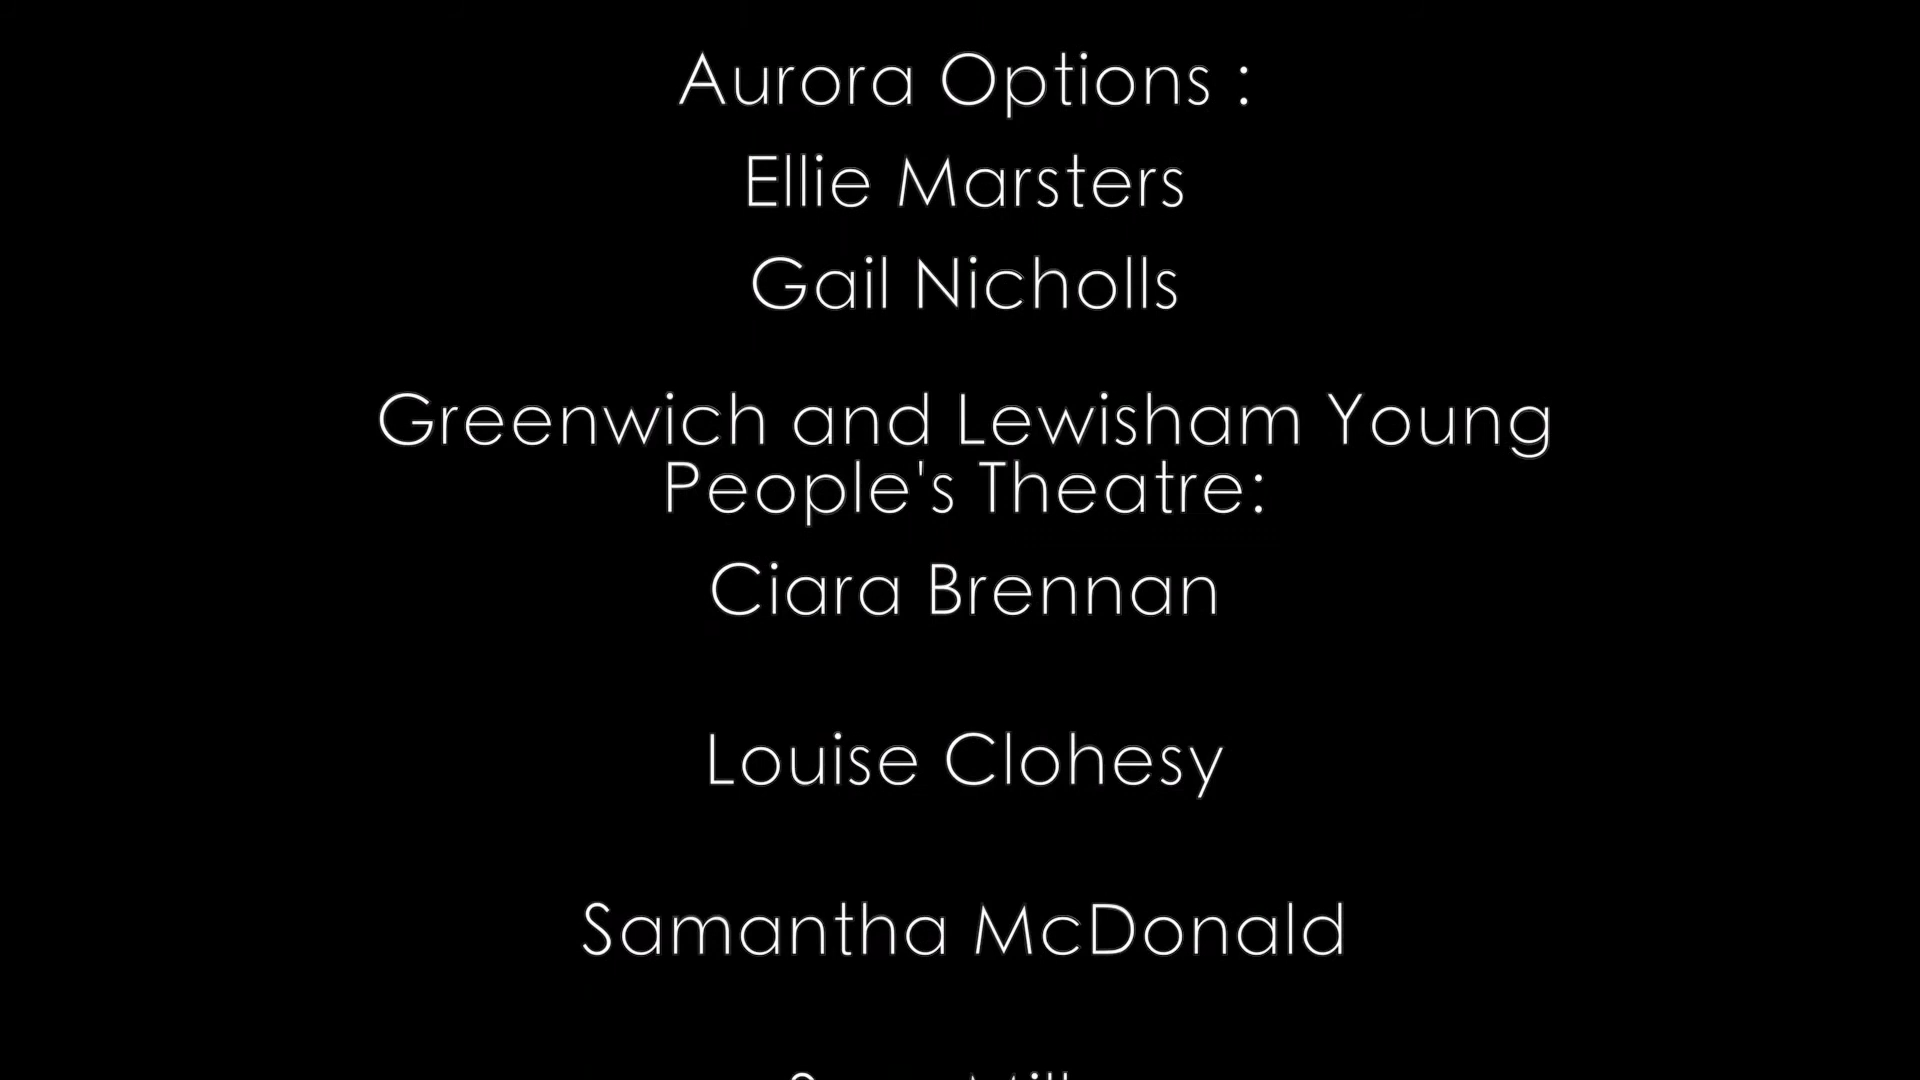 Aurora Options :
Ellie Marsters
Gail Nicholls
Greenwich and Lewisham Young
People's Theatre:
Ciara Brennan
Louise Clohesy
Samantha McDonald